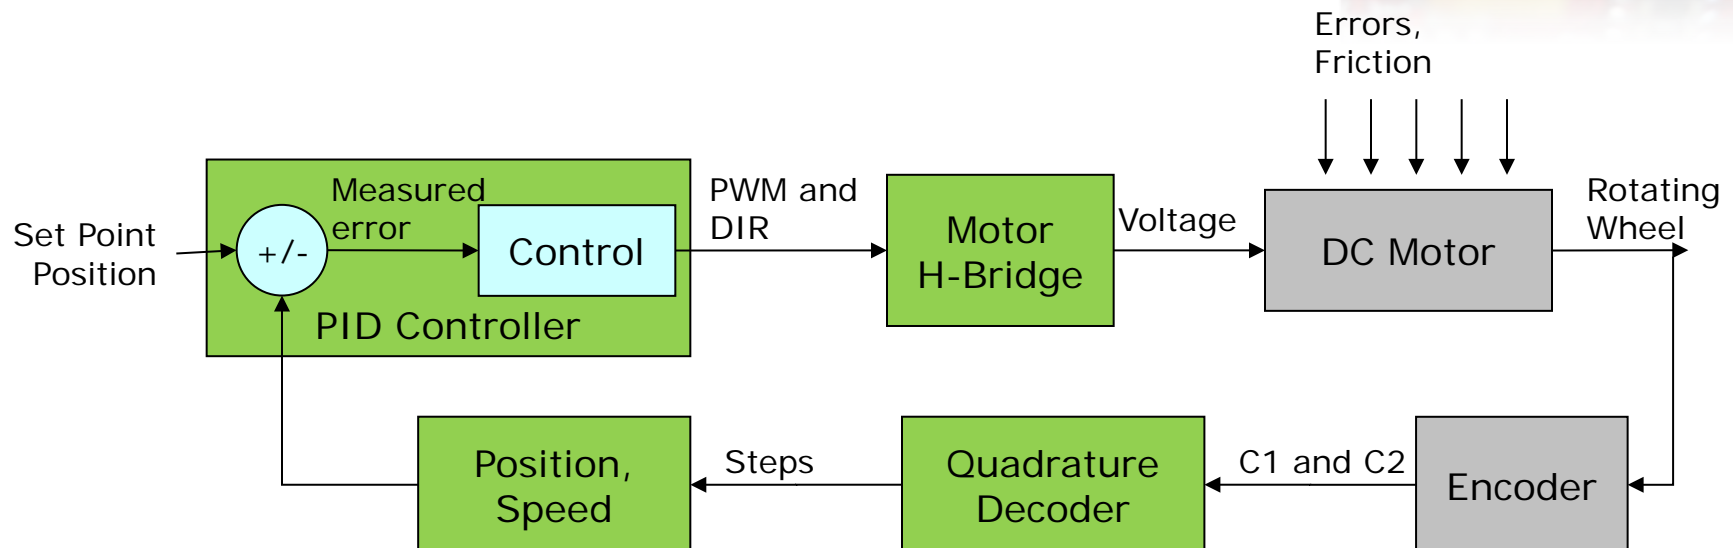 Errors,
Friction
Set Point
Position
+/-
Measured
error
Control
PID Controller
PWM and
DIR
Motor
H-Bridge
Voltage
DC Motor
Rotating
Wheel
Position,
Speed
Steps
Quadrature
Decoder
C1 and C2
Encoder